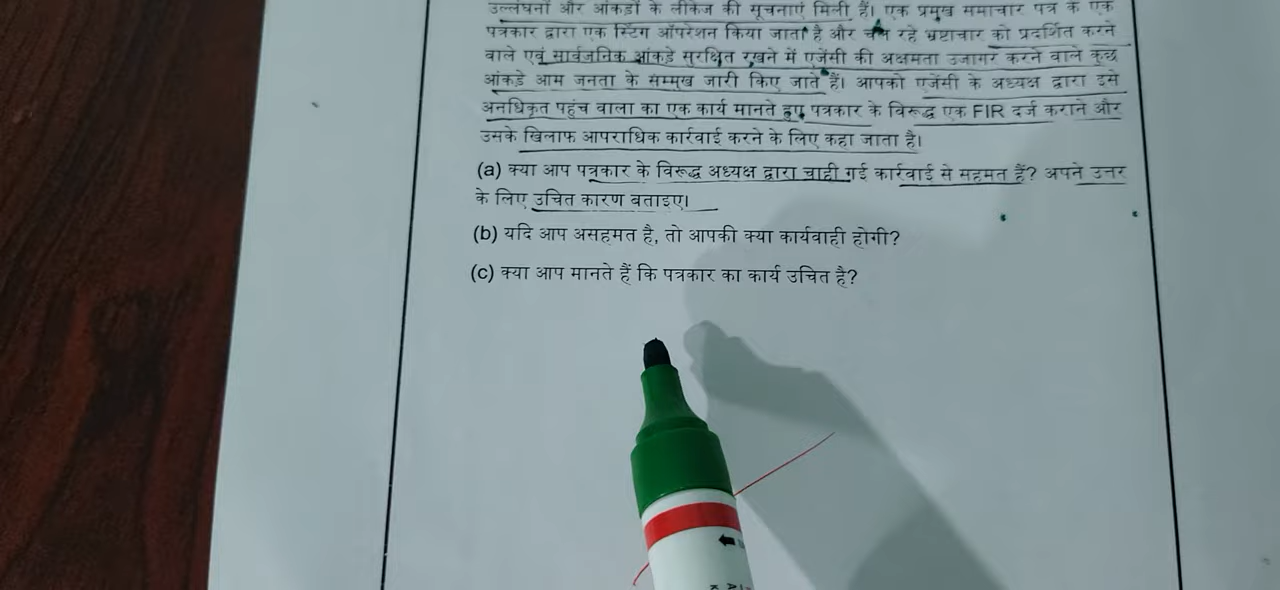 उल्लंघनों और आंकड़ों के लीकेज की सूचनाएं मिली हैं। एक प्रमुख समाचार पत्र के एक
पत्रकार द्वारा एक स्टिंग ऑपरेशन किया जाता है और चल रहे भ्रष्टाचार को प्रदर्शित करने
वाले एवं सार्वजनिक आंकड़े सुरक्षित रखने में एजेंसी की अक्षमता उजागर करने वाले कुछ
आंकड़े आम जनता के सम्मुख जारी किए जाते हैं। आपको एजेंसी के अध्यक्ष द्वारा इसे
अनधिकृत पहुंच वाला का एक कार्य मानते हुए पत्रकार के विरूद्ध एक FIR दर्ज कराने और
उसके खिलाफ आपराधिक कार्रवाई करने के लिए कहा जाता है।
(a) क्या आप पत्रकार के विरूद्ध अध्यक्ष द्वारा चाही गई कार्रवाई से सहमत हैं? अपने उत्तर
के लिए उचित कारण बताइए।
(b) यदि आप असहमत है, तो आपकी क्या कार्यवाही होगी?
(c) क्या आप मानते हैं कि पत्रकार का कार्य उचित है?